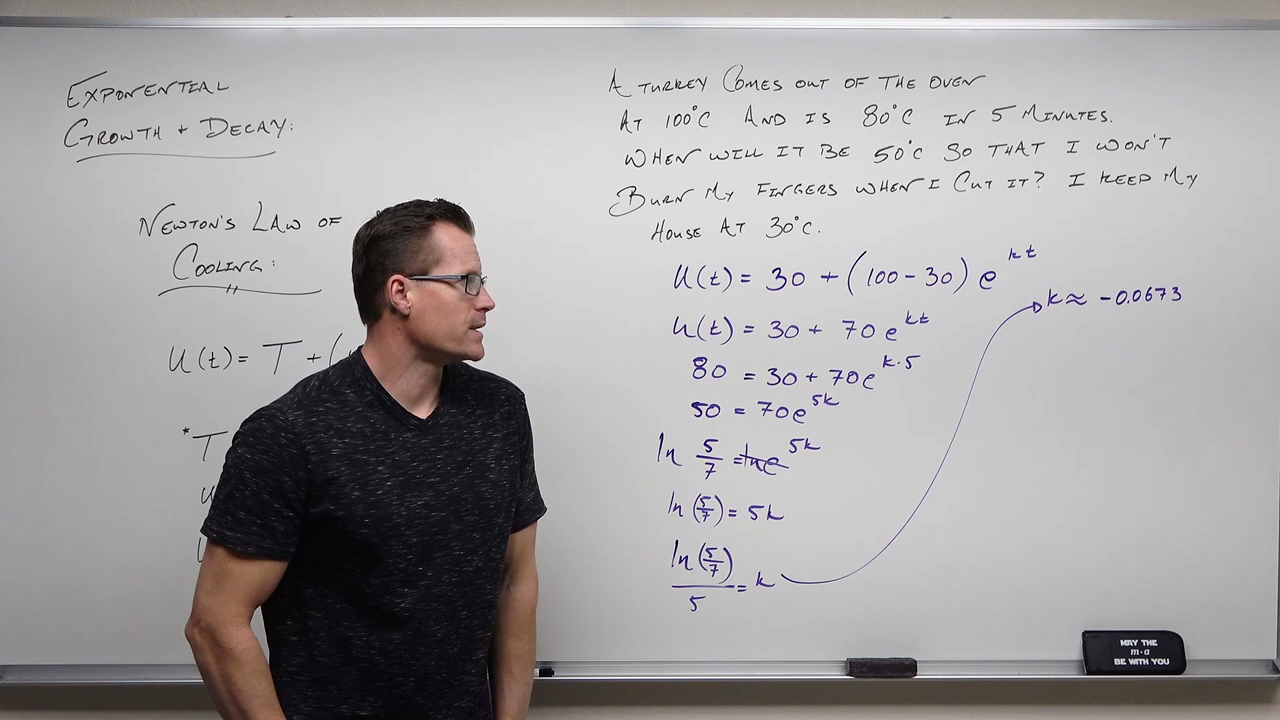 EXPONENTIAL
GROWTH + DECAY:
NEWTON'S LAW OF
COOLING:
U(t) = T + (
*T
U
A TURKEY COMES OUT OF THE OVEN
AT 100°C AND IS 80°C IN 5 MINUTES.
WHEN WILL IT BE 50°C SO THAT I WON'T
BURN MY FINGERS WHEN I CUT IT? I KEEP MY
HOUSE AT 30°C.
U(t) = 30 + (100 - 30) e^kt
k ≈ -0.0673
U(t) = 30 + 70e^kt
80 = 30 + 70e^k·5
50 = 70e^5k
ln 5/7 = ln e^5k
ln (5/7) = 5k
ln (5/7) / 5 = k
MAY THE
m·a
BE WITH YOU